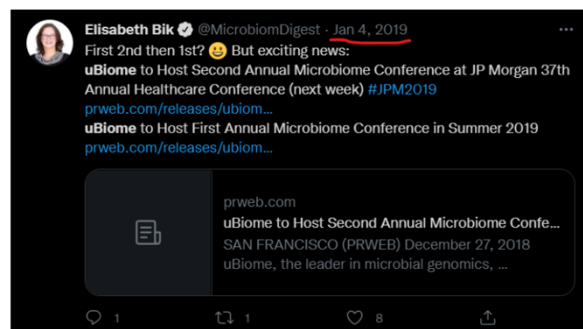 Elisabeth Bik @MicrobiomDigest · Jan 4, 2019
First 2nd then 1st? 😀 But exciting news:
uBiome to Host Second Annual Microbiome Conference at JP Morgan 37th
Annual Healthcare Conference (next week) #JPM2019
prweb.com/releases/ubiom...
uBiome to Host First Annual Microbiome Conference in Summer 2019
prweb.com/releases/ubiom...
prweb.com
uBiome to Host Second Annual Microbiome Confe...
SAN FRANCISCO (PRWEB) December 27, 2018
uBiome, the leader in microbial genomics, ...
1 1 8